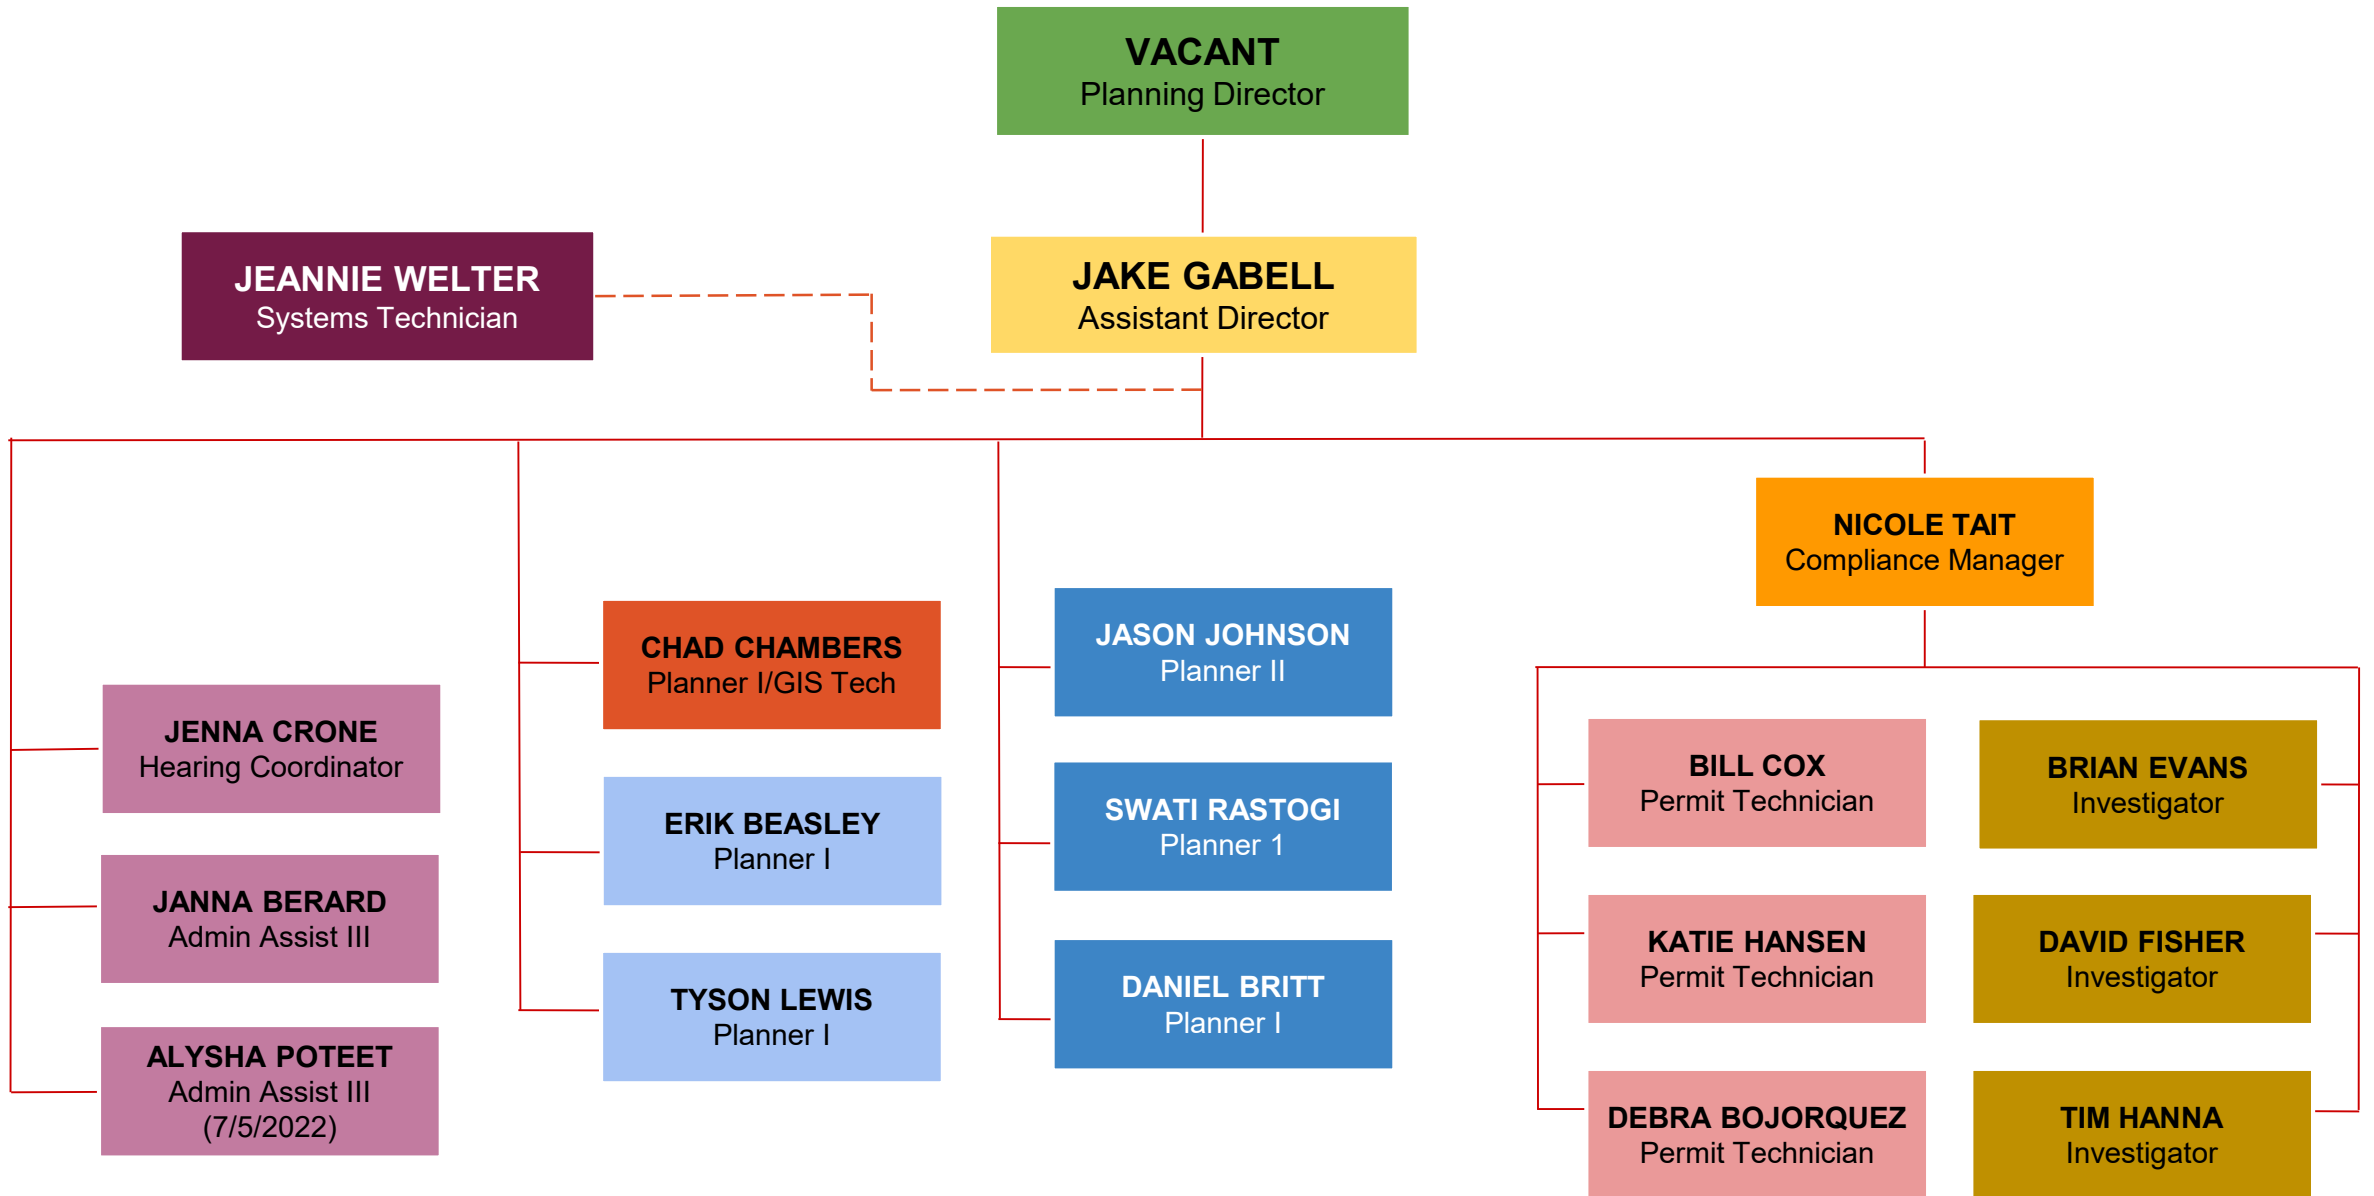 VACANT
Planning Director
JEANNIE WELTER
Systems Technician
JAKE GABELL
Assistant Director
NICOLE TAIT
Compliance Manager
JENNA CRONE
Hearing Coordinator
JANNA BERARD
Admin Assist III
ALYSHA POTEET
Admin Assist III
(7/5/2022)
CHAD CHAMBERS
Planner I/GIS Tech
ERIK BEASLEY
Planner I
TYSON LEWIS
Planner I
JASON JOHNSON
Planner II
SWATI RASTOGI
Planner 1
DANIEL BRITT
Planner I
BILL COX
Permit Technician
KATIE HANSEN
Permit Technician
DEBRA BOJORQUEZ
Permit Technician
BRIAN EVANS
Investigator
DAVID FISHER
Investigator
TIM HANNA
Investigator